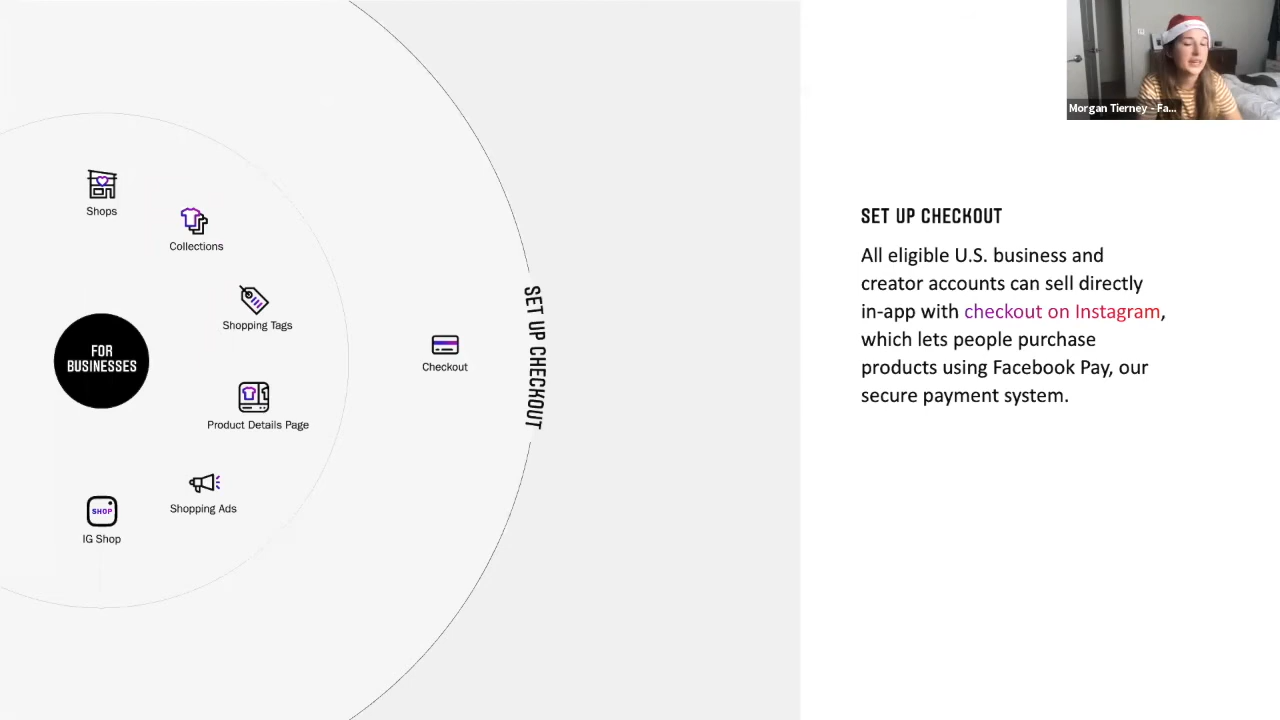 Morgan Tierney - Fa...
Shops
Collections
Shopping Tags
FOR
BUSINESSES
Checkout
SET UP CHECKOUT
Product Details Page
Shopping Ads
SHOP
IG Shop
SET UP CHECKOUT
All eligible U.S. business and
creator accounts can sell directly
in-app with checkout on Instagram,
which lets people purchase
products using Facebook Pay, our
secure payment system.